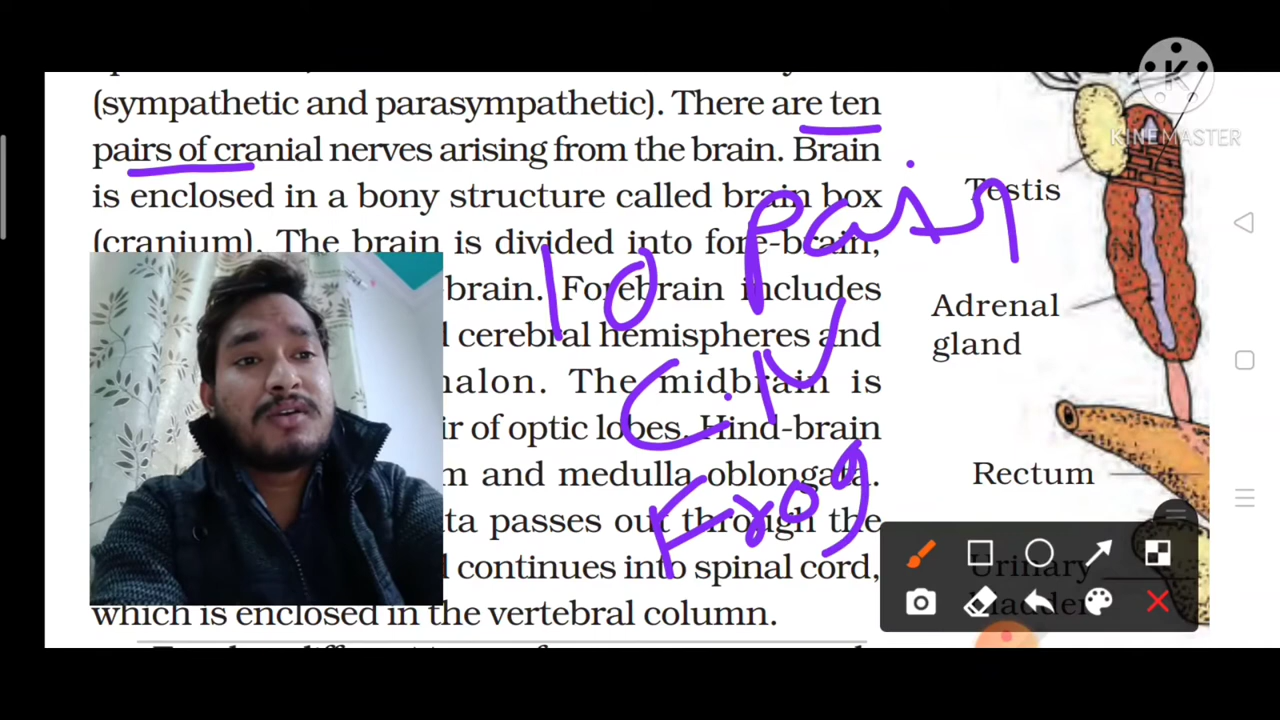 (sympathetic and parasympathetic). There are ten
pairs of cranial nerves arising from the brain. Brain
is enclosed in a bony structure called brain box
(cranium). The brain is divided into fore-brain,
brain. Forebrain includes
cerebral hemispheres and
The midbrain is
of optic lobes. Hind-brain
and medulla oblongata.
passes out through the
continues into spinal cord,
which is enclosed in the vertebral column.
10 Pair
C.N
Frog
K
KINEMASTER
Testis
Adrenal
gland
Rectum
Urinary
bladder